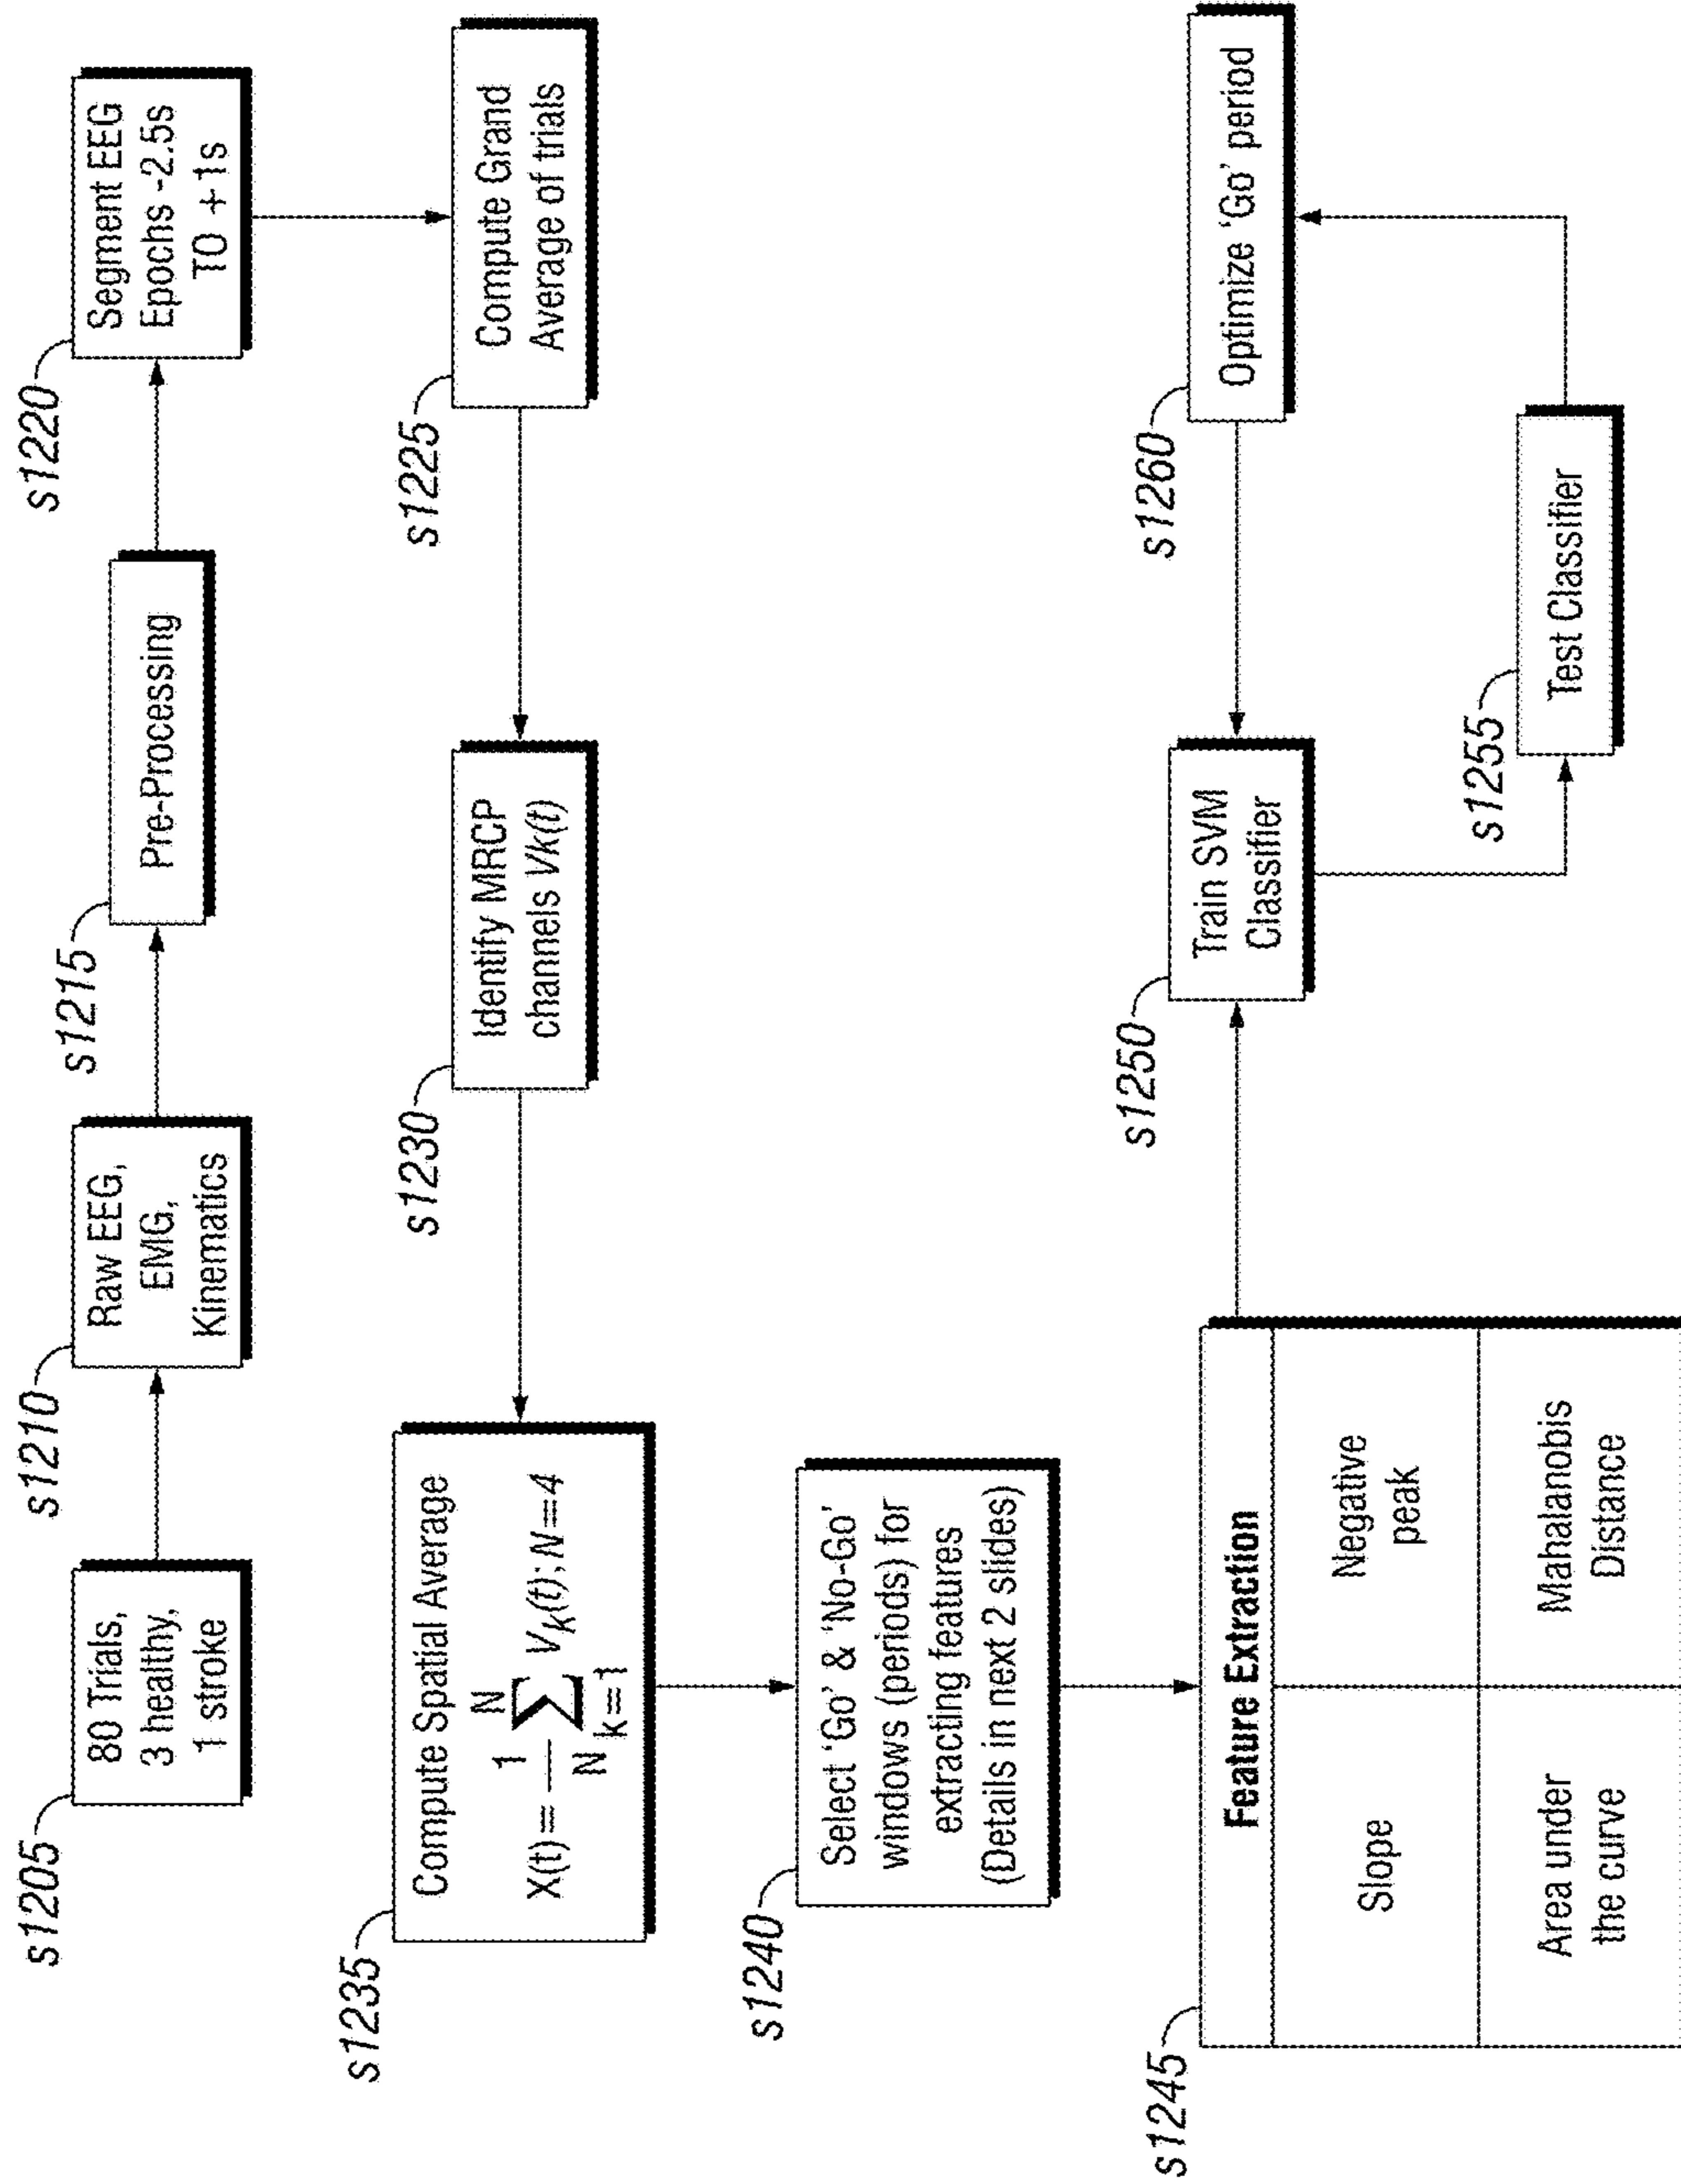 s1205
80 Trials,
3 healthy,
1 stroke
s1210
Raw EEG,
EMG,
Kinematics
s1215
Pre-Processing
s1220
Segment EEG
Epochs -2.5s
TO +1s
s1225
Compute Grand
Average of trials
s1230
Identify MRCP
channels Vk(t)
s1235
Compute Spatial Average
X(t)= 1/N N∑k=1 Vk(t); N=4
s1240
Select ‘Go’ & ‘No-Go’
windows (periods) for
extracting features
(Details in next 2 slides)
s1245
Feature Extraction
Slope
Negative
peak
Area under
the curve
Mahalanobis
Distance
s1250
Train SVM
Classifier
s1255
Test Classifier
s1260
Optimize ‘Go’ period